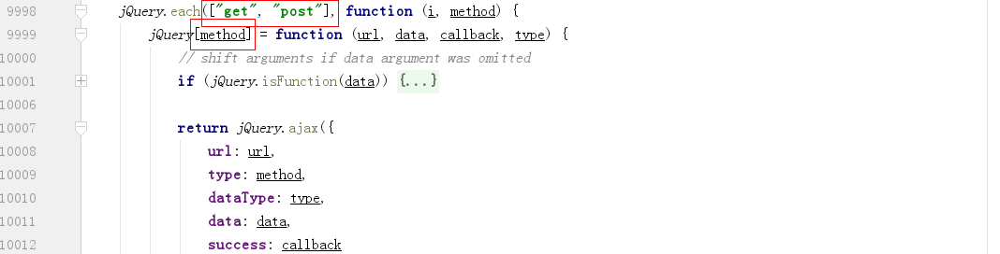 9998 jQuery.each(["get", "post"], function (i, method) {
9999 jQuery[method] = function (url, data, callback, type) {
10000 // shift arguments if data argument was omitted
10001 if (jQuery.isFunction(data)) {...}
10006
10007 return jQuery.ajax({
10008 url: url,
10009 type: method,
10010 dataType: type,
10011 data: data,
10012 success: callback